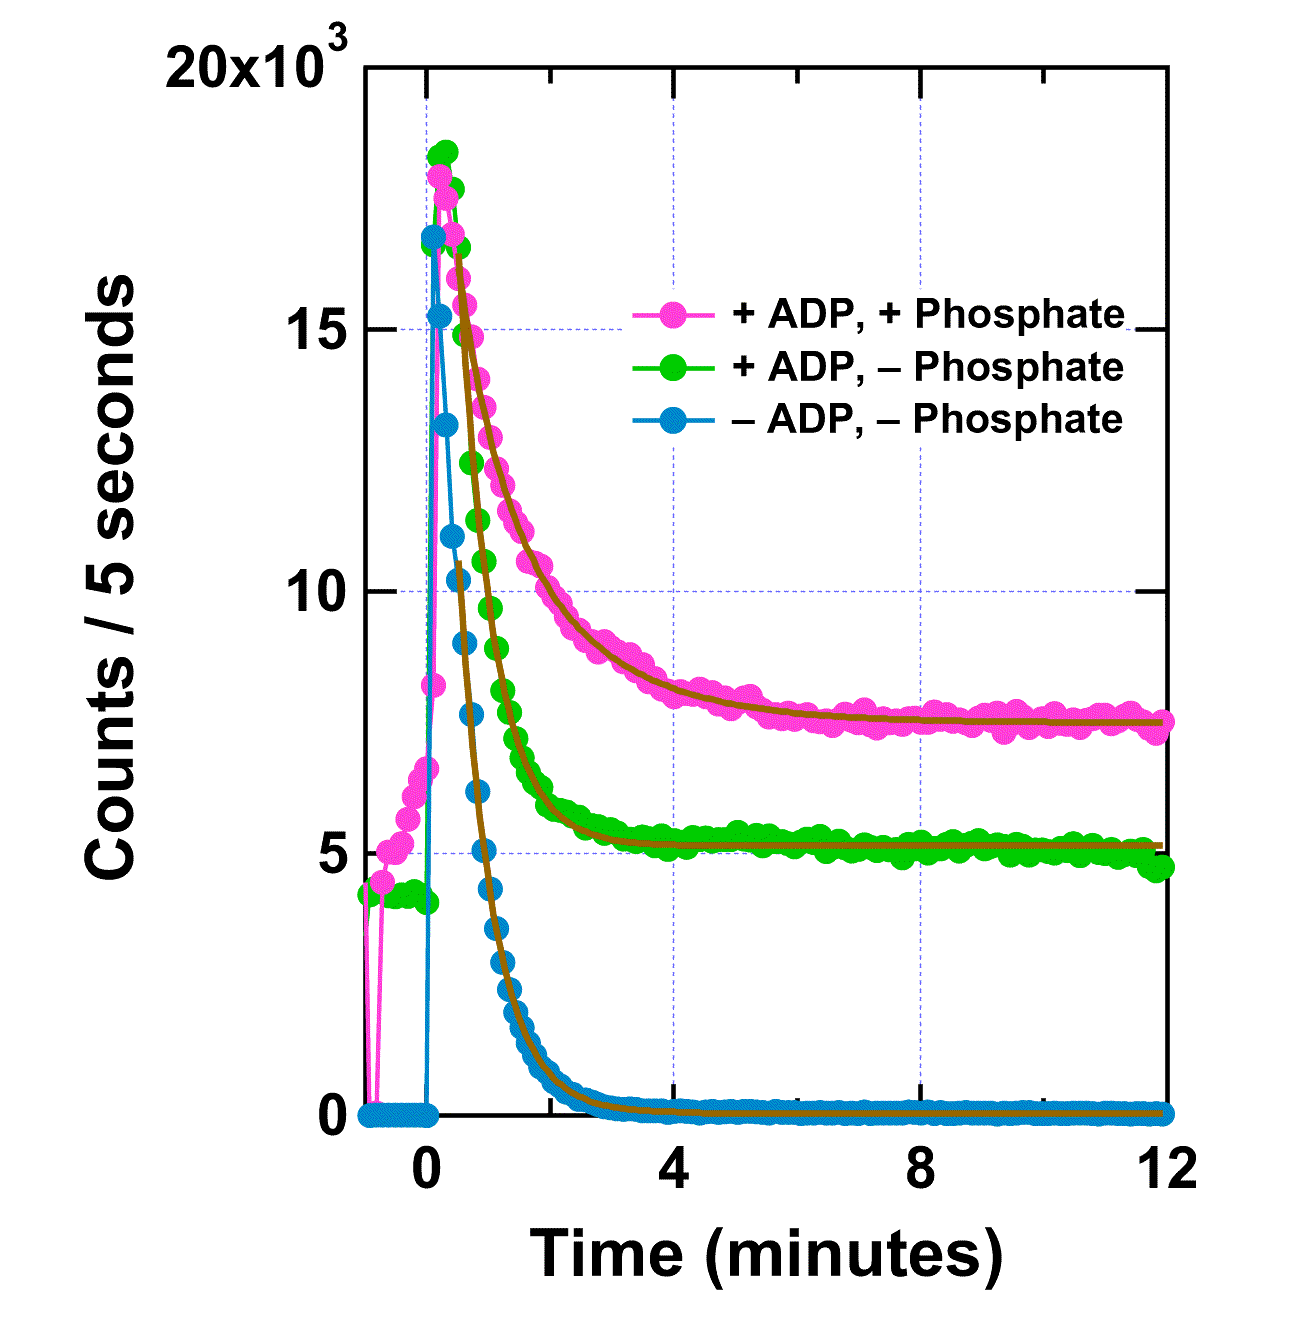 20x10³
15
10
5
0
Counts / 5 seconds
+ ADP, + Phosphate
+ ADP, – Phosphate
– ADP, – Phosphate
0 4 8 12
Time (minutes)